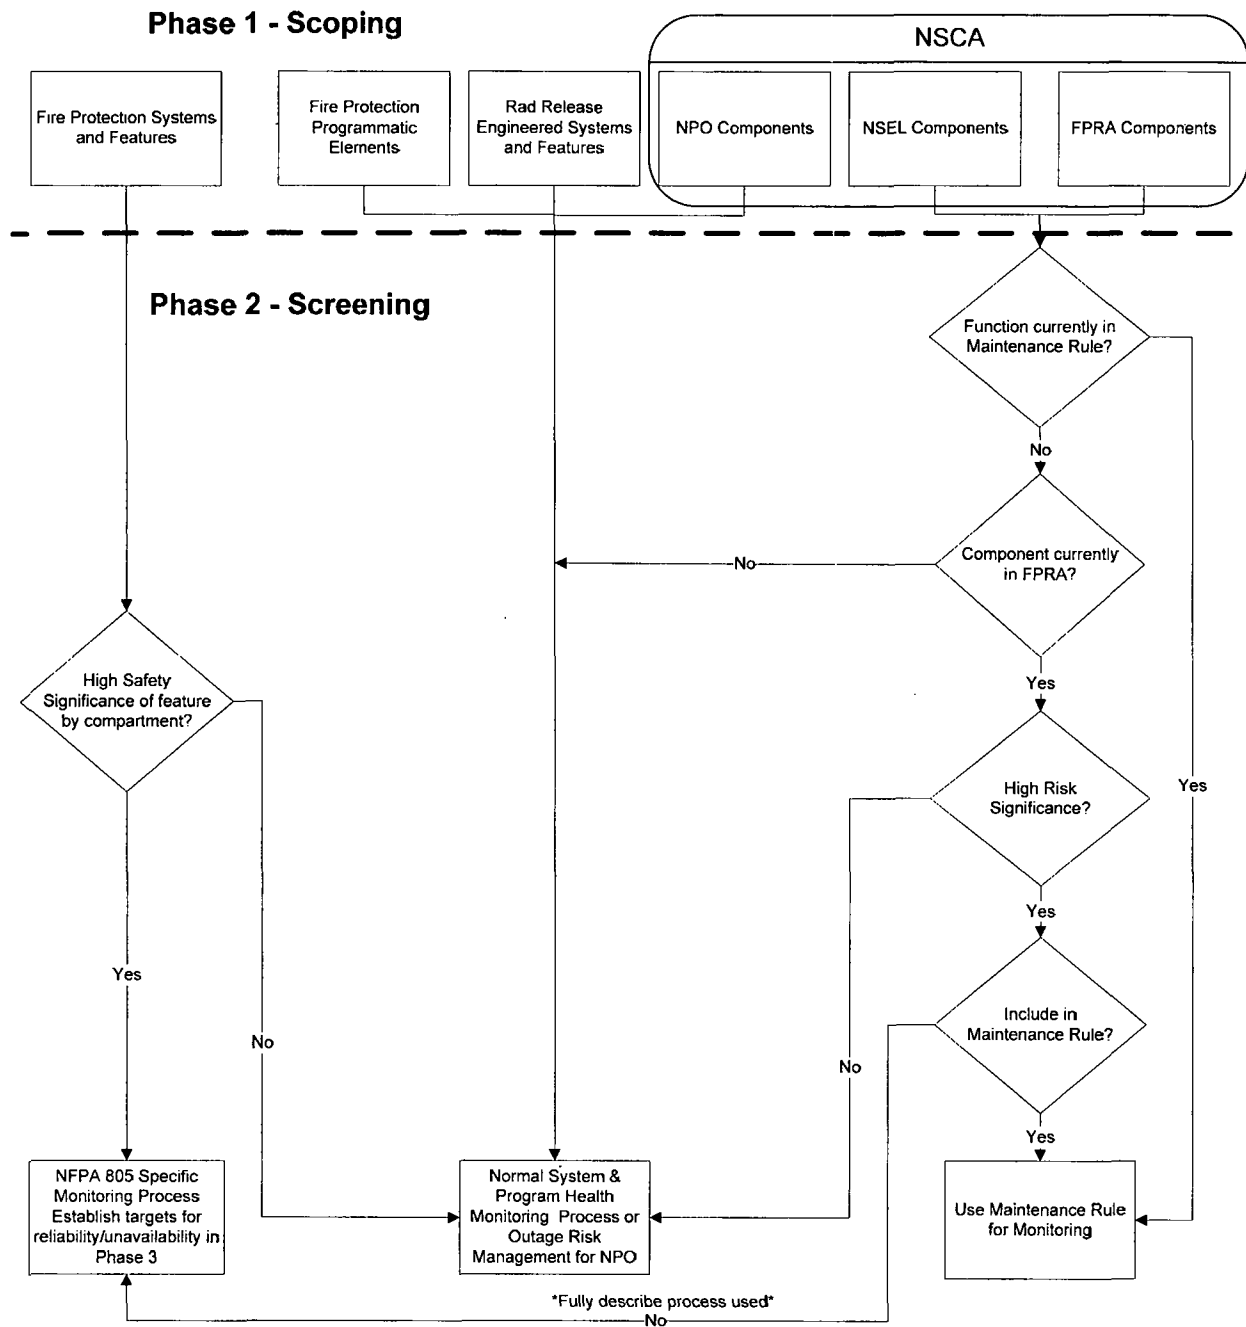 Phase 1 - Scoping
NSCA
Fire Protection Systems
and Features
Fire Protection
Programmatic
Elements
Rad Release
Engineered Systems
and Features
NPO Components
NSEL Components
FPRA Components
Phase 2 - Screening
Function currently in
Maintenance Rule?
No
Component currently
in FPRA?
No
Yes
High Safety
Significance of feature
by compartment?
High Risk
Significance?
Yes
Yes
Yes
Include in
Maintenance Rule?
No
No
Yes
NFPA 805 Specific
Monitoring Process
Establish targets for
reliability/unavailability in
Phase 3
Normal System &
Program Health
Monitoring Process or
Outage Risk
Management for NPO
Use Maintenance Rule
for Monitoring
*Fully describe process used*
No